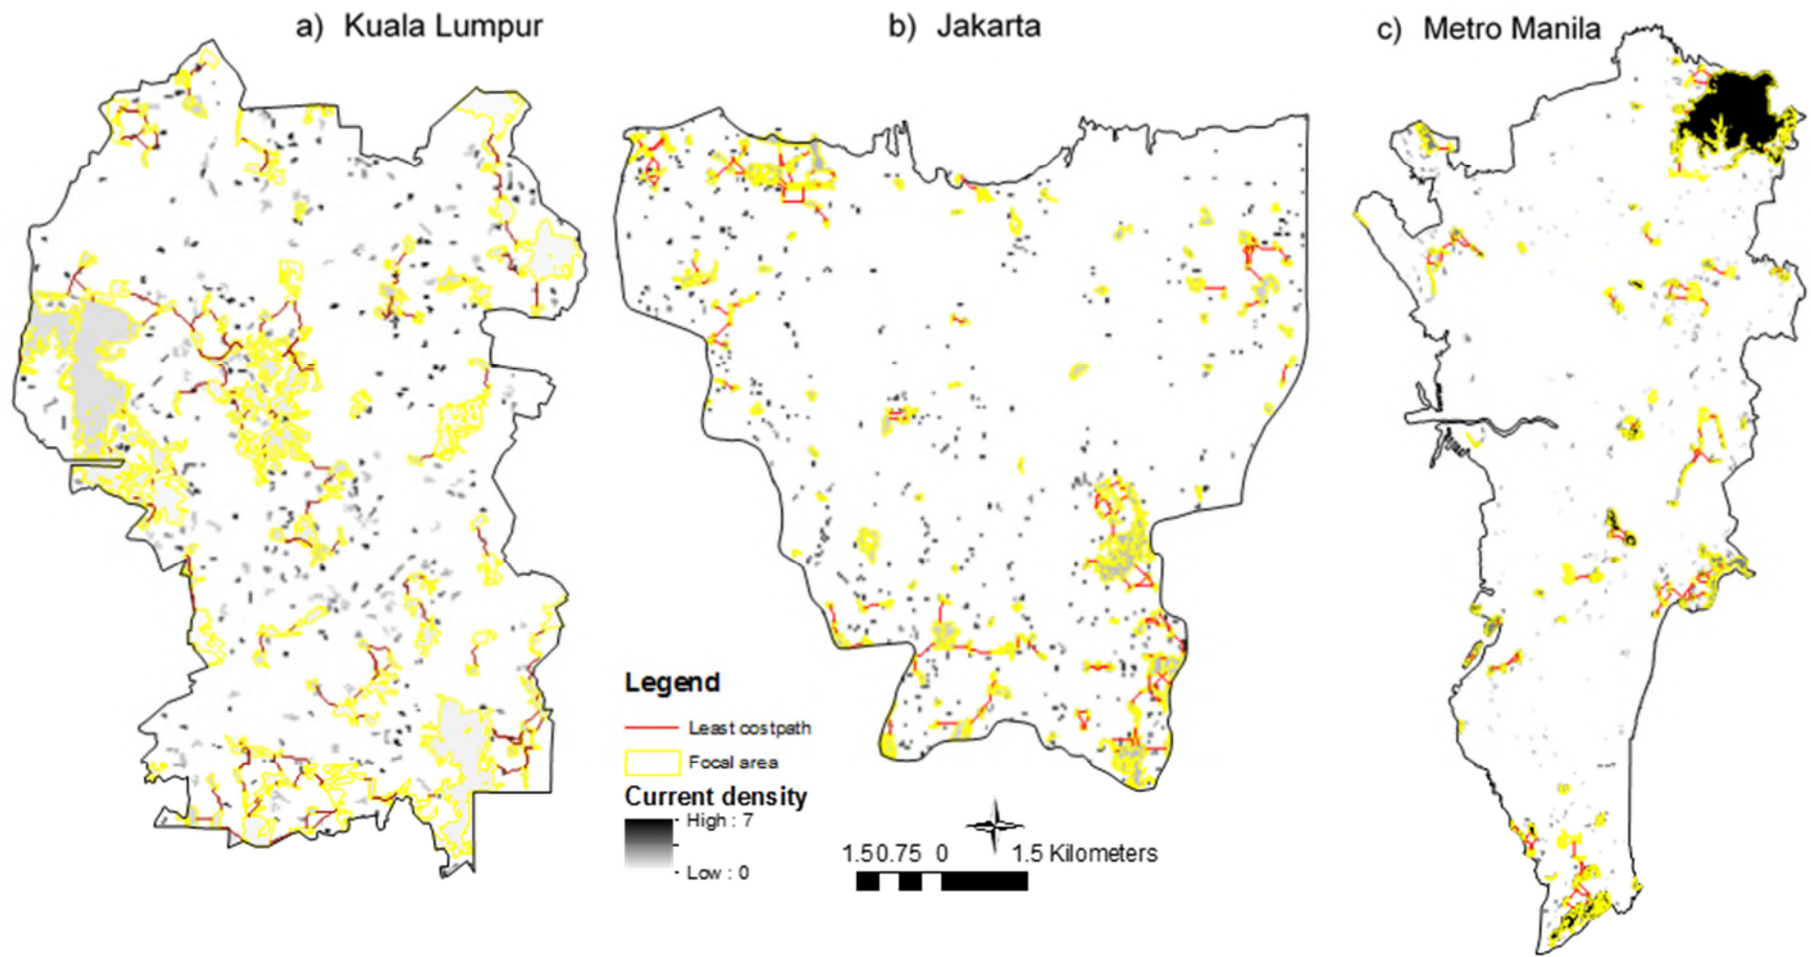 a) Kuala Lumpur
b) Jakarta
c) Metro Manila
Legend
Least costpath
Focal area
Current density
High : 7
Low : 0
1.5 0.75 0 1.5 Kilometers